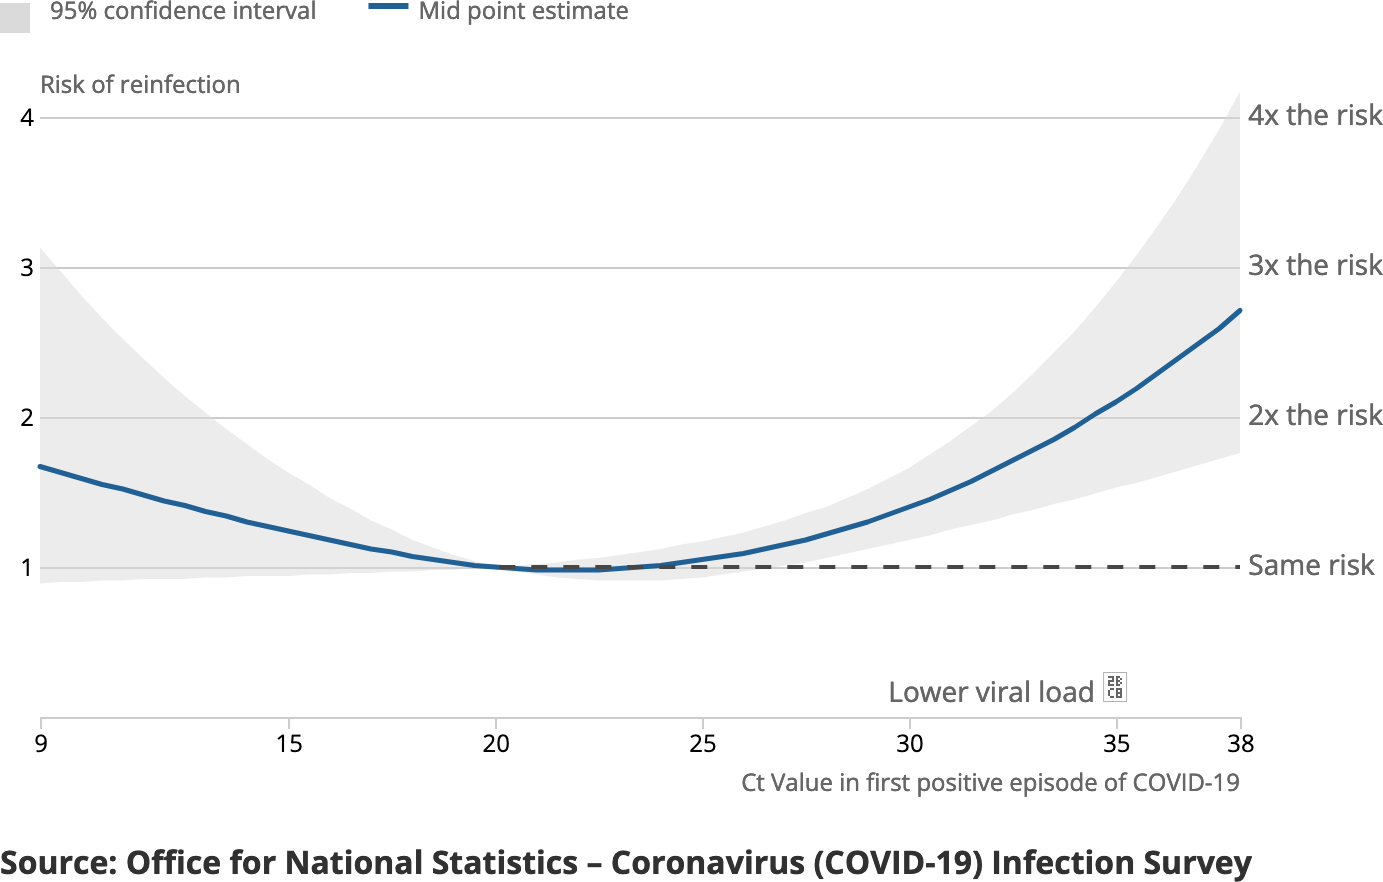 95% confidence interval
Mid point estimate
Risk of reinfection
4
4x the risk
3
3x the risk
2
2x the risk
1
Same risk
Lower viral load
9
15
20
25
30
35
38
Ct Value in first positive episode of COVID-19
Source: Office for National Statistics – Coronavirus (COVID-19) Infection Survey